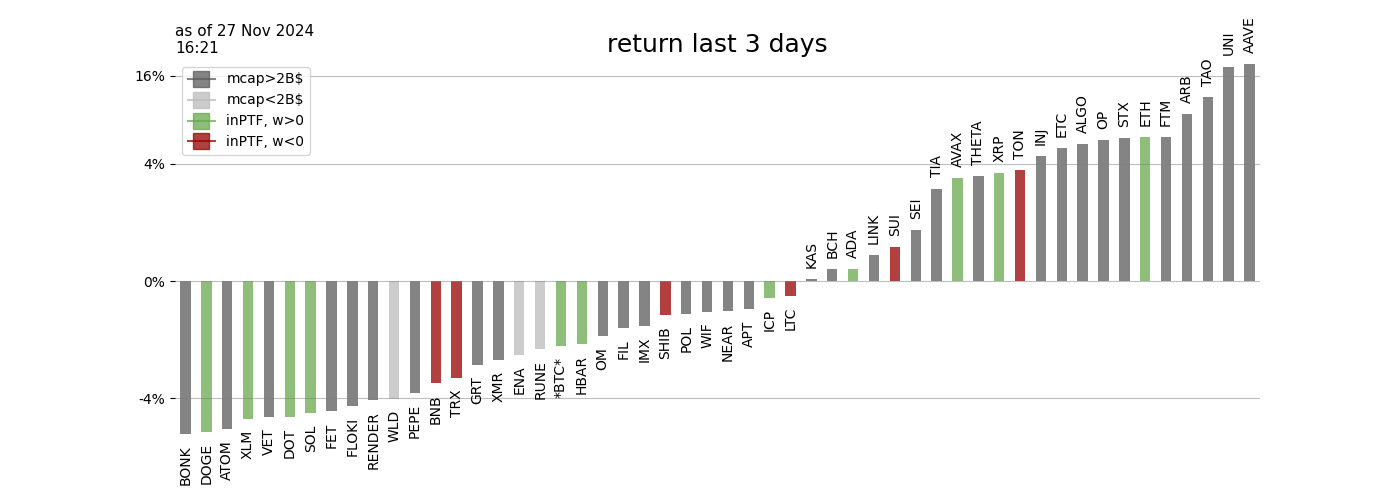 as of 27 Nov 2024
16:21
return last 3 days
mcap>2B$
mcap<2B$
inPTF, w>0
inPTF, w<0
16%
4%
0%
-4%
BONK
DOGE
ATOM
XLM
VET
DOT
SOL
FET
FLOKI
RENDER
WLD
PEPE
BNB
TRX
GRT
XMR
ENA
RUNE
*BTC*
HBAR
OM
FIL
IMX
SHIB
POL
WIF
NEAR
APT
ICP
LTC
KAS
BCH
ADA
LINK
SUI
SEI
TIA
AVAX
THETA
XRP
TON
INJ
ETC
ALGO
OP
STX
ETH
FTM
ARB
TAO
UNI
AAVE